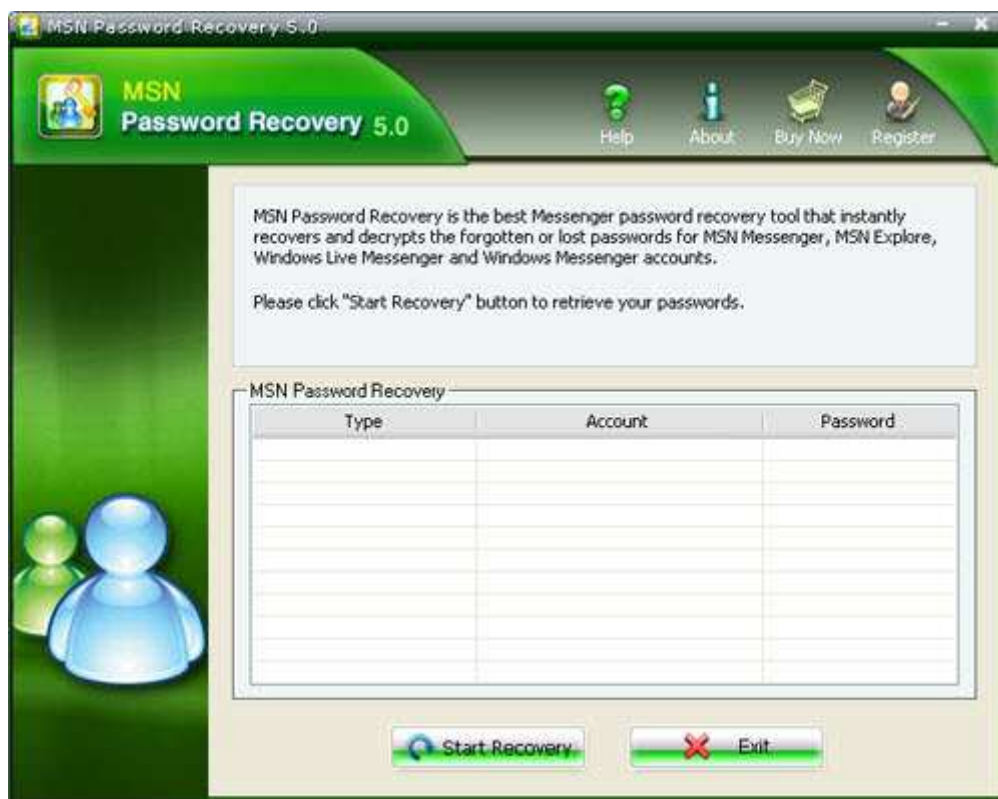 MSN Password Recovery 5.0
MSN
Password Recovery 5.0
Help
About
Buy Now
Register
MSN Password Recovery is the best Messenger password recovery tool that instantly
recovers and decrypts the forgotten or lost passwords for MSN Messenger, MSN Explore,
Windows Live Messenger and Windows Messenger accounts.
Please click "Start Recovery" button to retrieve your passwords.
MSN Password Recovery
Type
Account
Password
Start Recovery
Exit